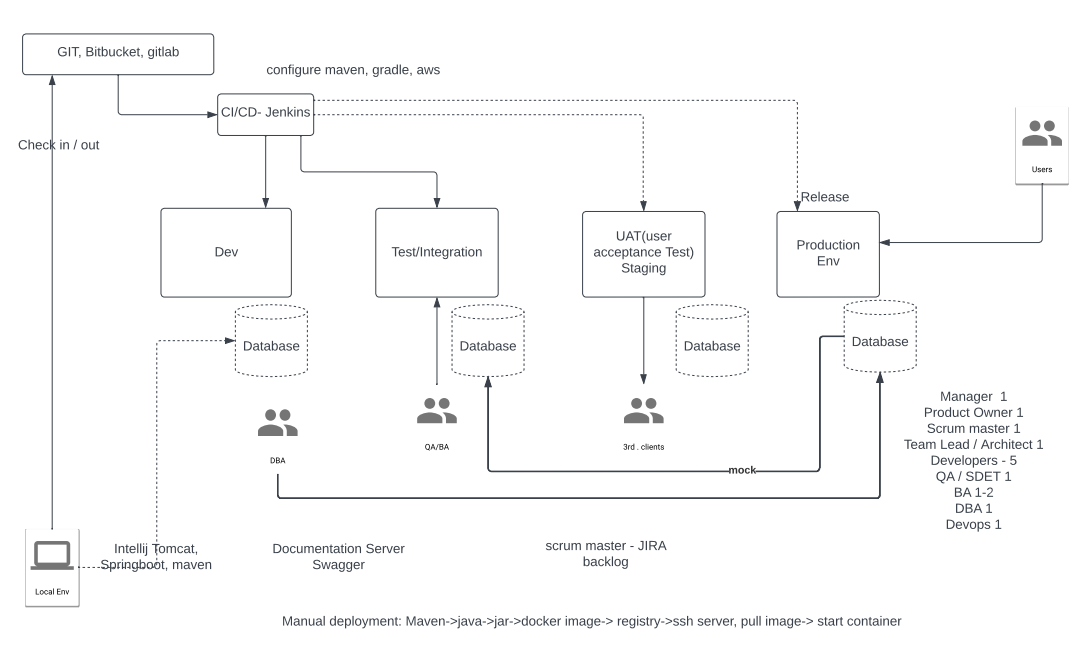 GIT, Bitbucket, gitlab
configure maven, gradle, aws
CI/CD- Jenkins
Check in / out
Users
Release
Dev
Test/Integration
UAT(user
acceptance Test)
Staging
Production
Env
Database
Database
Database
Database
DBA
QA/BA
3rd . clients
mock
Manager 1
Product Owner 1
Scrum master 1
Team Lead / Architect 1
Developers - 5
QA / SDET 1
BA 1-2
DBA 1
Devops 1
Local Env
Intellij Tomcat,
Springboot, maven
Documentation Server
Swagger
scrum master - JIRA
backlog
Manual deployment: Maven->java->jar->docker image-> registry->ssh server, pull image-> start container